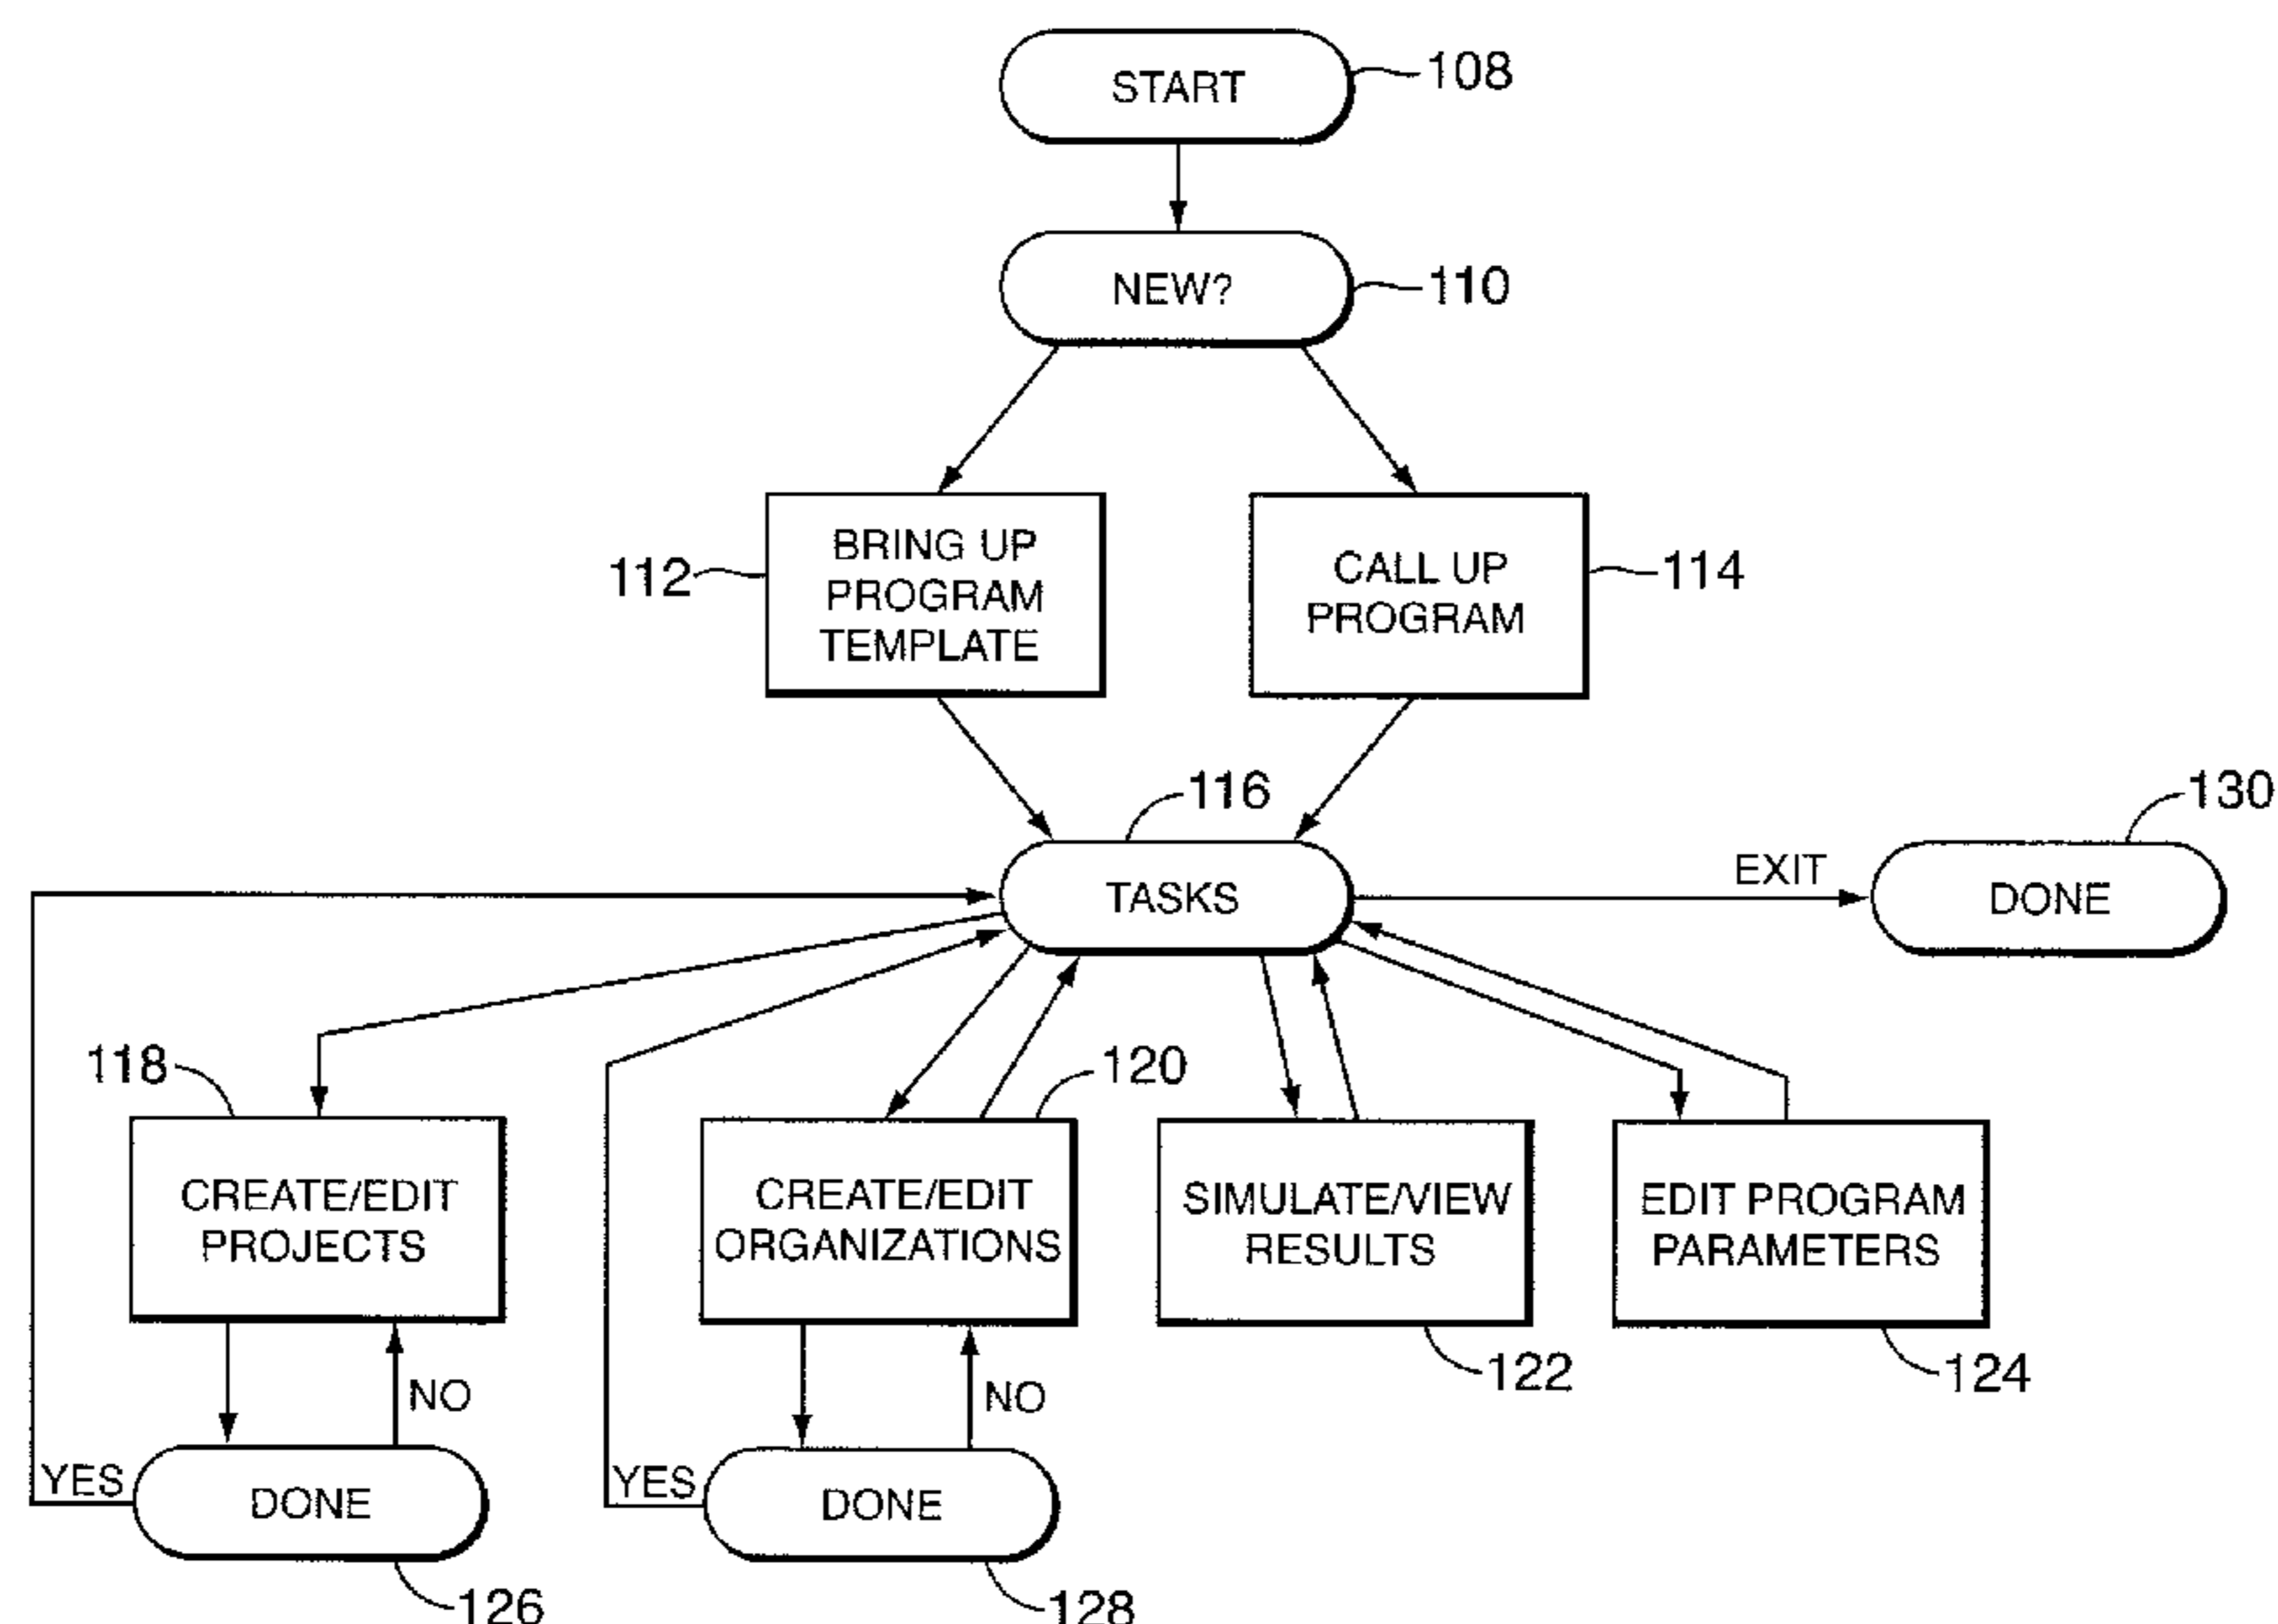 START
108
NEW?
110
BRING UP
PROGRAM
TEMPLATE
112
CALL UP
PROGRAM
114
116
TASKS
EXIT
130
DONE
118
CREATE/EDIT
PROJECTS
120
CREATE/EDIT
ORGANIZATIONS
SIMULATE/VIEW
RESULTS
122
EDIT PROGRAM
PARAMETERS
124
NO
YES
DONE
126
NO
YES
DONE
128